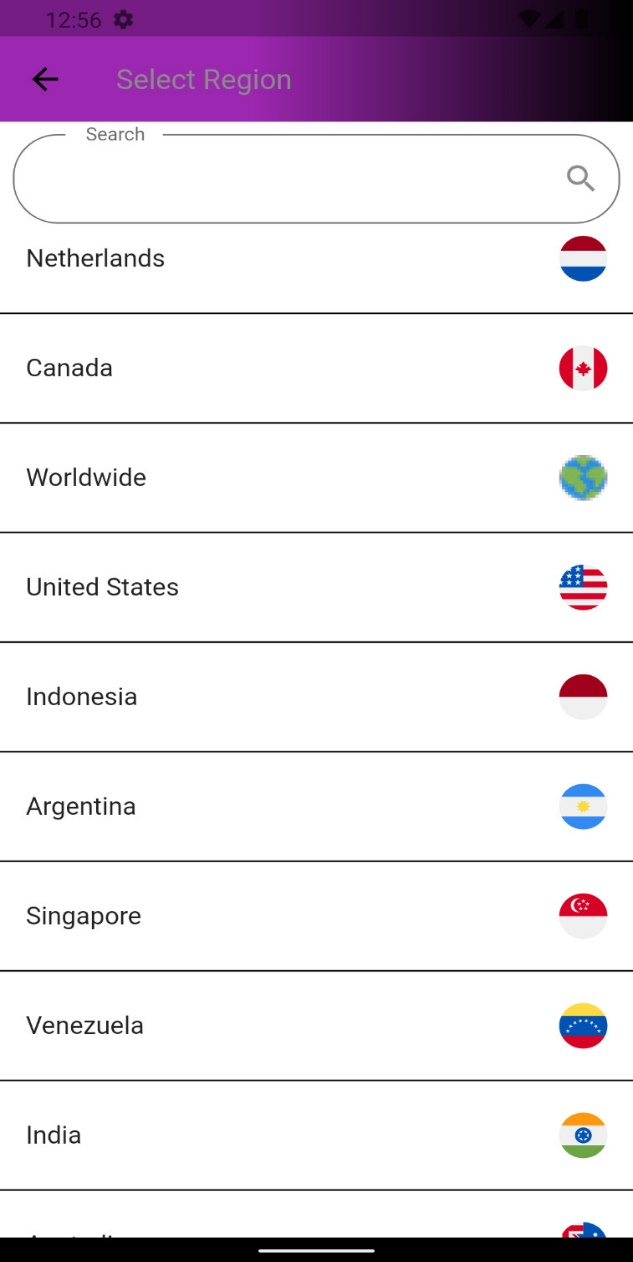 12:56
Select Region
Search
Netherlands
Canada
Worldwide
United States
Indonesia
Argentina
Singapore
Venezuela
India